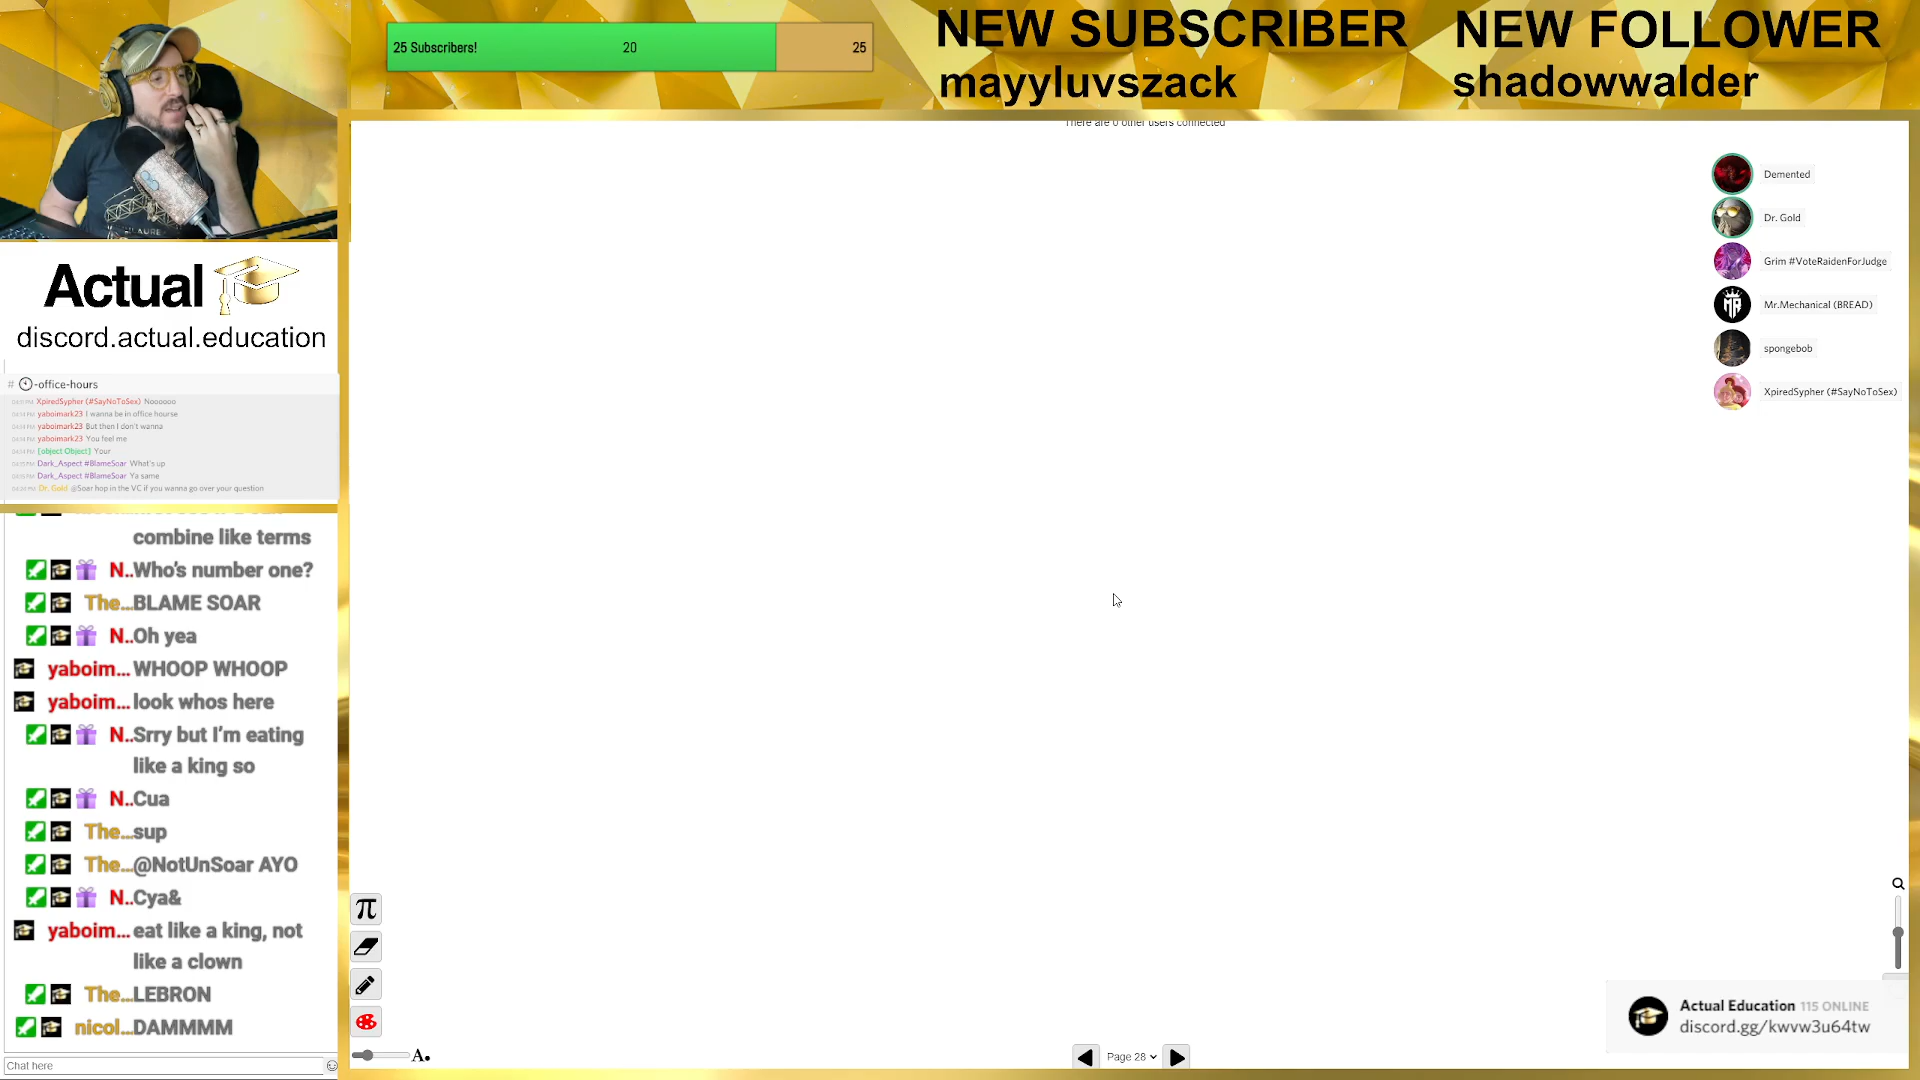 25 Subscribers!
20
25
NEW SUBSCRIBER
mayyluvszack
NEW FOLLOWER
shadowwalder
There are 0 other users connected
Demented
Dr. Gold
Grim #VoteRaidenForJudge
Mr.Mechanical (BREAD)
spongebob
XpiredSypher (#SayNoToSex)
Actual
discord.actual.education
# -office-hours
XpiredSypher (#SayNoToSex) Noooooo
yaboimark23 I wanna be in office hourse
yaboimark23 But then I don't wanna
yaboimark23 You feel me
[object Object] Your
Dark_Aspect #BlameSoar What's up
Dark_Aspect #BlameSoar Ya same
Dr. Gold @Soar hop in the VC if you wanna go over your question
combine like terms
N..Who's number one?
The...BLAME SOAR
N..Oh yea
yaboim...WHOOP WHOOP
yaboim...look whos here
N..Srry but I'm eating
like a king so
N..Cua
The...sup
The...@NotUnSoar AYO
N..Cya&
yaboim...eat like a king, not
like a clown
The...LEBRON
nicol...DAMMMM
Chat here
π
A.
Page 28
Actual Education 115 ONLINE
discord.gg/kwvw3u64tw